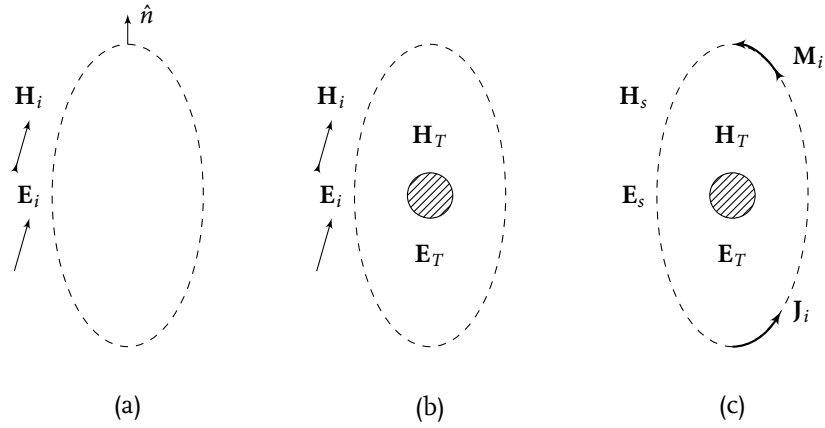 n̂
H_i
E_i
(a)
H_i
H_T
E_i
E_T
(b)
M_i
H_s
H_T
E_s
E_T
J_i
(c)